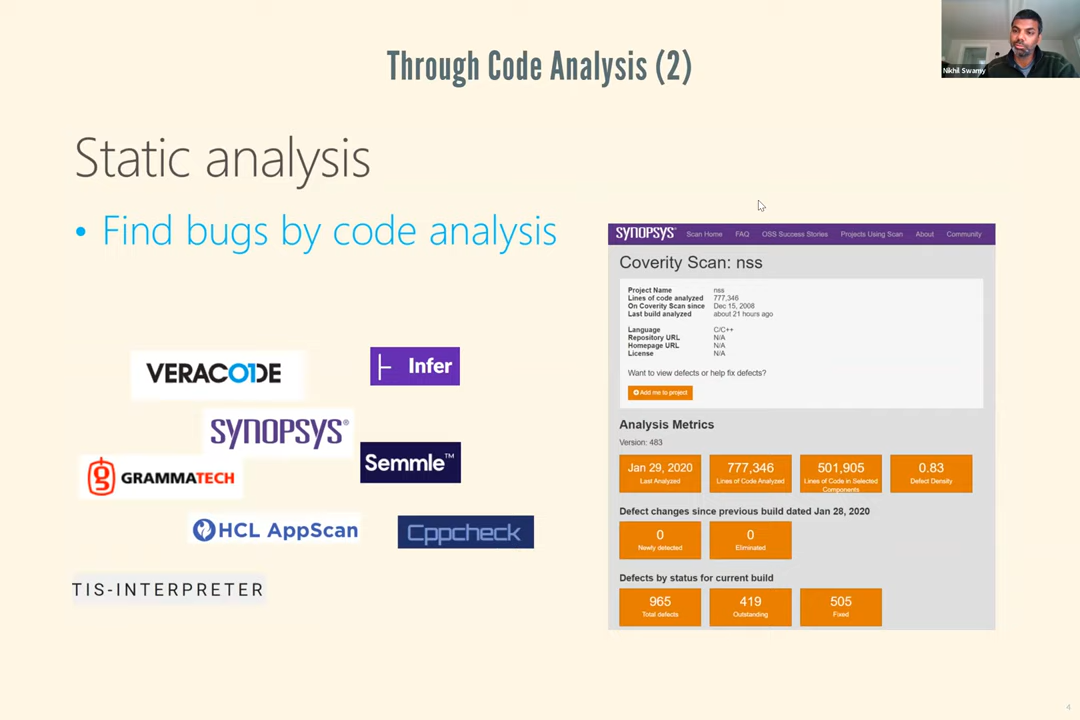 Through Code Analysis (2)
Nikhil Swamy
Static analysis
• Find bugs by code analysis
VERACODE
Infer
SYNOPSYS®
Semmle™
GRAMMATECH
HCL AppScan
Cppcheck
TIS-INTERPRETER
SYNOPSYS® Scan Home FAQ OSS Success Stories Projects Using Scan About Community
Coverity Scan: nss
Project Name nss
Lines of code analyzed 777,346
On Coverity Scan since Dec 15, 2008
Last build analyzed about 21 hours ago
Language C/C++
Repository URL N/A
Homepage URL N/A
License N/A
Want to view defects or help fix defects?
Add me to project
Analysis Metrics
Version: 483
Jan 29, 2020 777,346 501,905 0.83
Last Analyzed Lines of Code Analyzed Lines of Code in Selected Defect Density
Components
Defect changes since previous build dated Jan 28, 2020
0 0
Newly detected Eliminated
Defects by status for current build
965 419 505
Total defects Outstanding Fixed
4